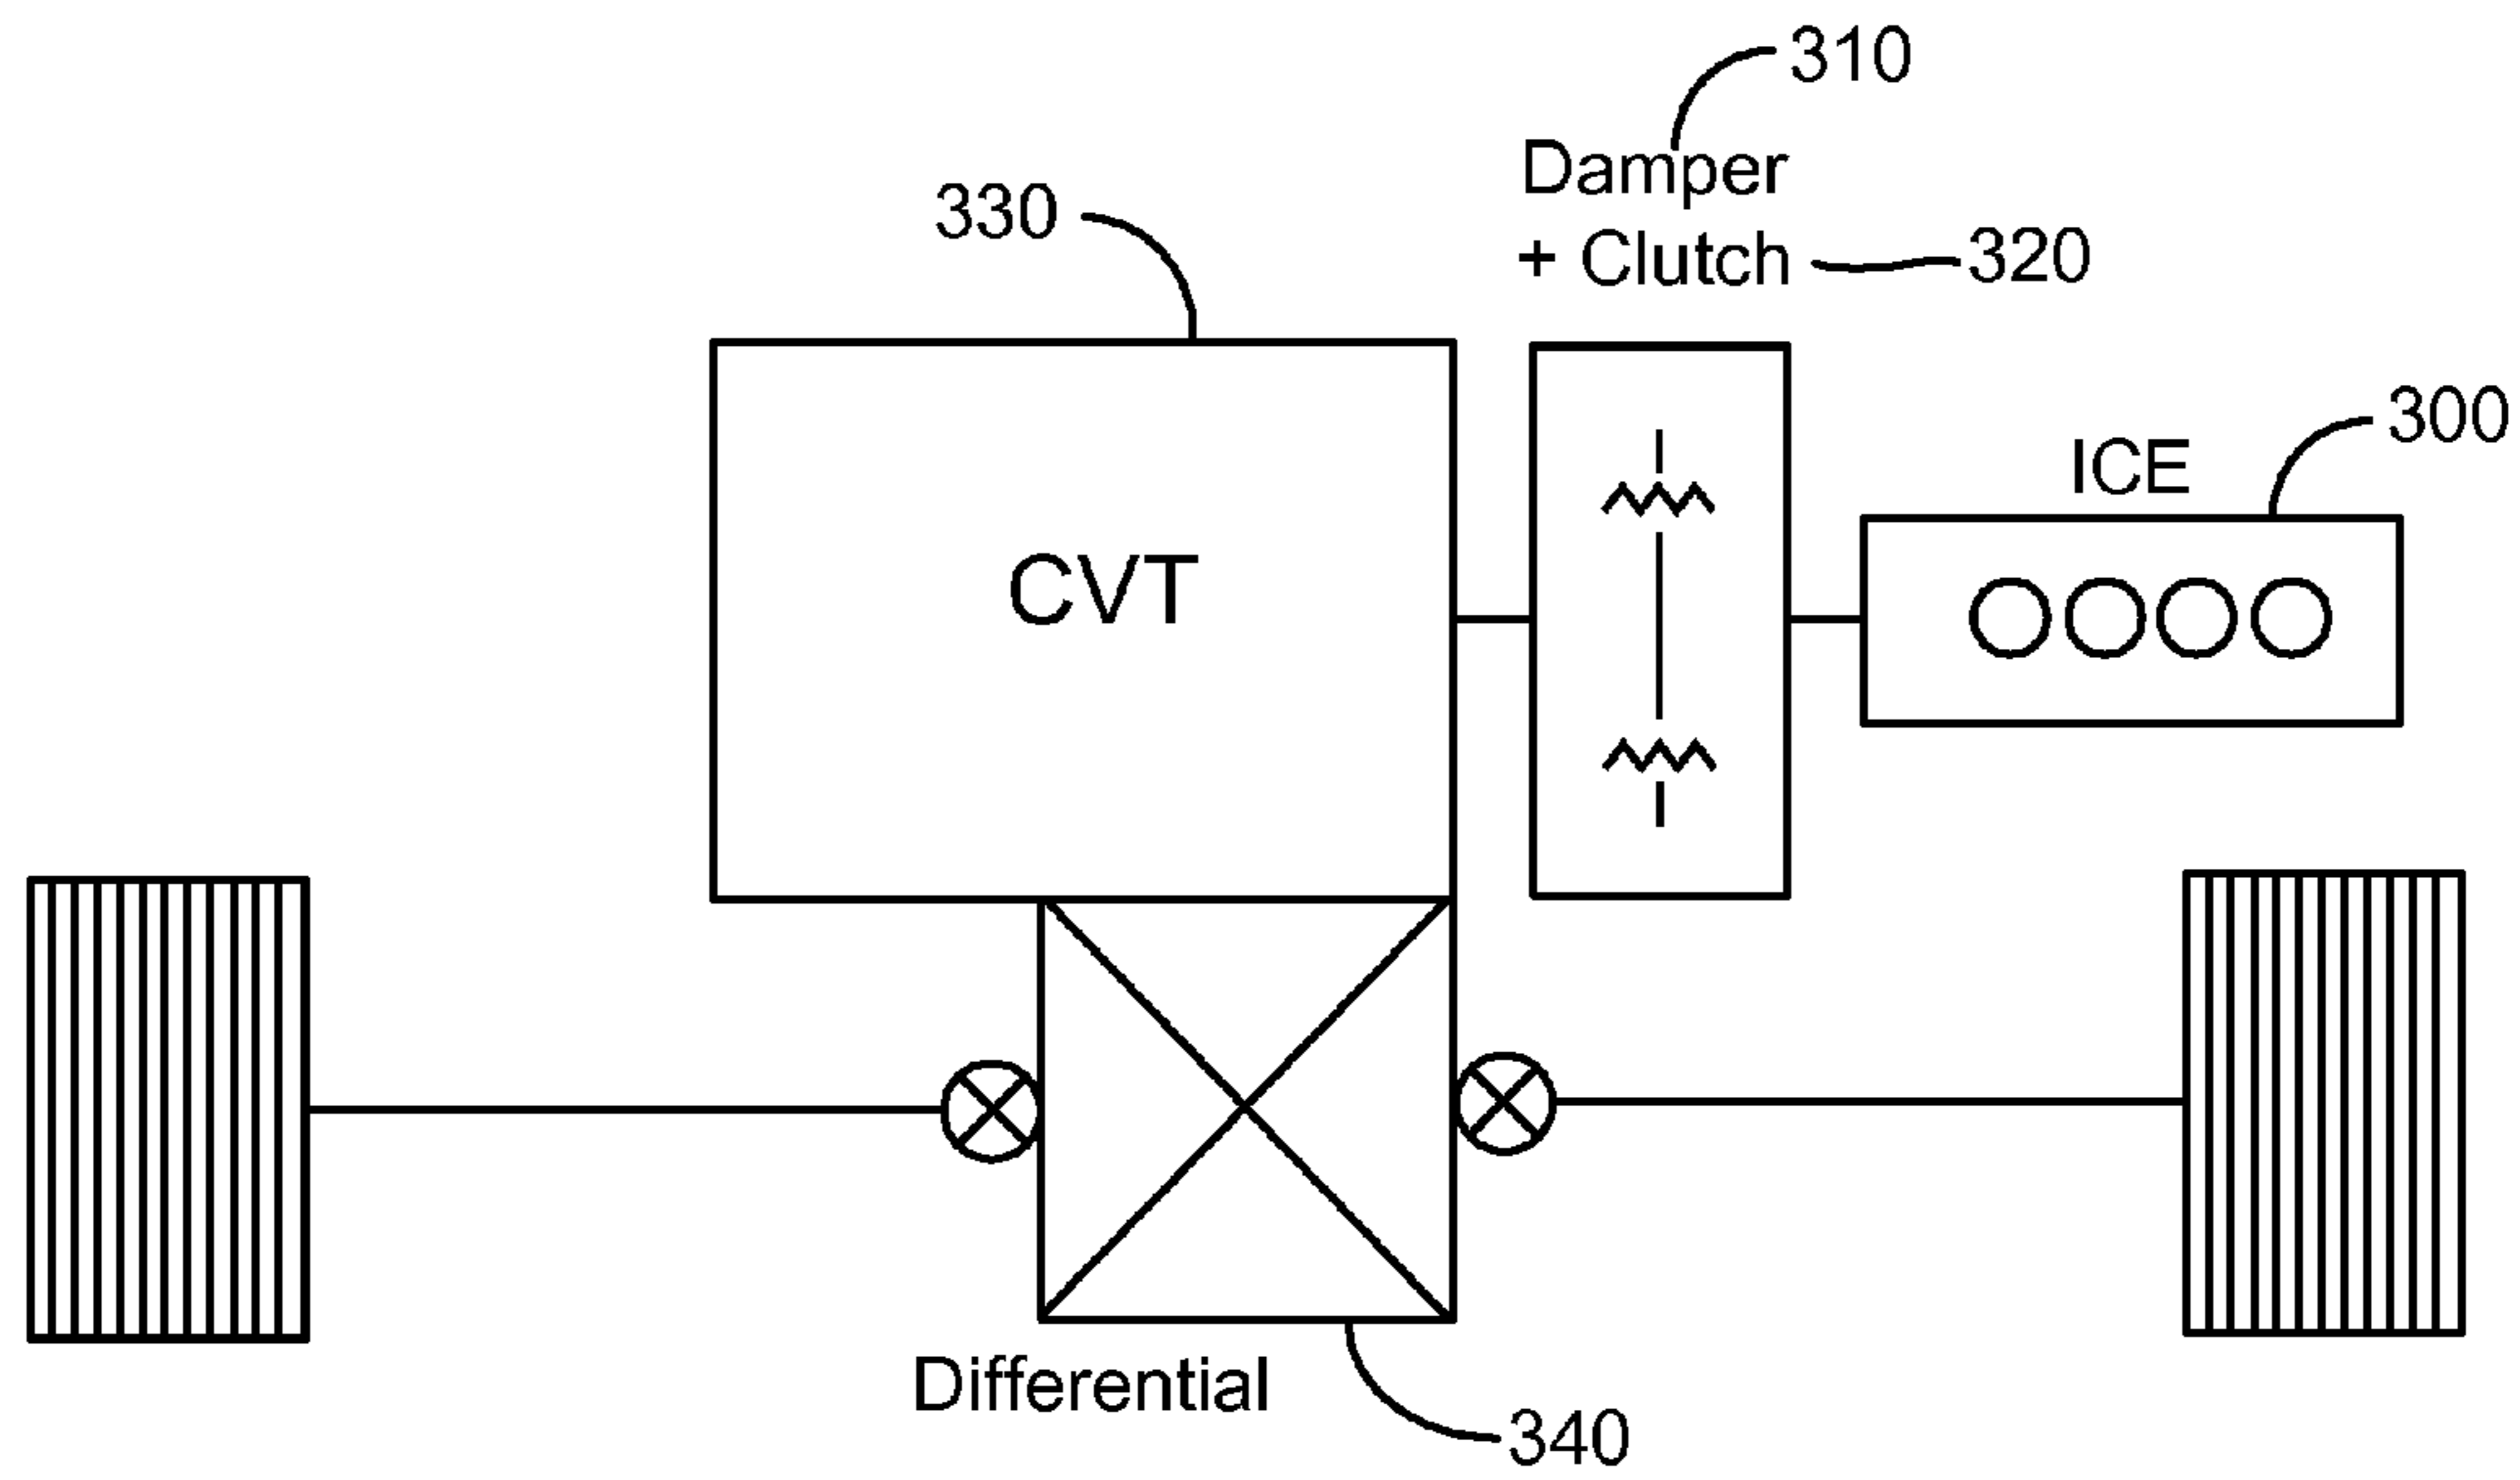 310
Damper
330
+ Clutch 320
300
ICE
CVT
Differential
340